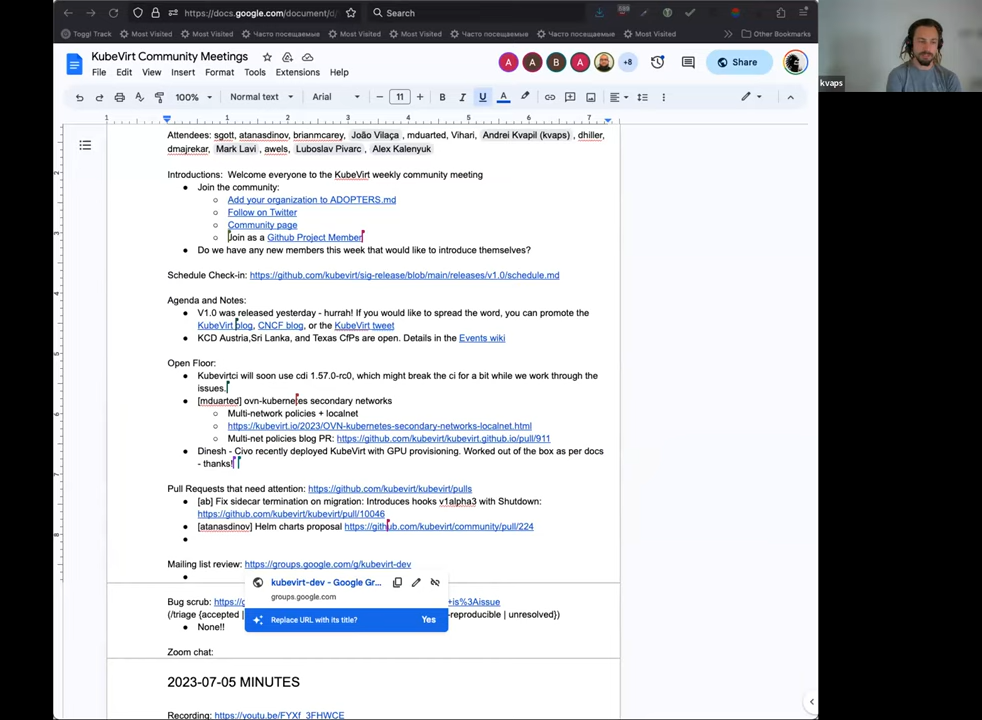 https://docs.google.com/document/d/
Search
Toggl Track
Most Visited
Most Visited
Часто посещаемые
Most Visited
Most Visited
Часто посещаемые
Часто посещаемые
Most Visited
Other Bookmarks
kvaps
KubeVirt Community Meetings
File Edit View Insert Format Tools Extensions Help
A A B A +8
Share
100% Normal text Arial 11 B I U A
1 1 2 3 4 5 6 7
Attendees: sgott, atanasdinov, brianmcarey, João Vilaça , mduarted, Vihari, Andrei Kvapil (kvaps) , dhiller,
dmajrekar, Mark Lavi , awels, Luboslav Pivarc , Alex Kalenyuk
Introductions: Welcome everyone to the KubeVirt weekly community meeting
● Join the community:
○ Add your organization to ADOPTERS.md
○ Follow on Twitter
○ Community page
○ Join as a Github Project Member
● Do we have any new members this week that would like to introduce themselves?
Schedule Check-in: https://github.com/kubevirt/sig-release/blob/main/releases/v1.0/schedule.md
Agenda and Notes:
● V1.0 was released yesterday - hurrah! If you would like to spread the word, you can promote the
KubeVirt blog, CNCF blog, or the KubeVirt tweet
● KCD Austria,Sri Lanka, and Texas CfPs are open. Details in the Events wiki
Open Floor:
● Kubevirtci will soon use cdi 1.57.0-rc0, which might break the ci for a bit while we work through the
issues.
● [mduarted] ovn-kubernetes secondary networks
○ Multi-network policies + localnet
○ https://kubevirt.io/2023/OVN-kubernetes-secondary-networks-localnet.html
○ Multi-net policies blog PR: https://github.com/kubevirt/kubevirt.github.io/pull/911
● Dinesh - Civo recently deployed KubeVirt with GPU provisioning. Worked out of the box as per docs
- thanks!
Pull Requests that need attention: https://github.com/kubevirt/kubevirt/pulls
● [ab] Fix sidecar termination on migration: Introduces hooks v1alpha3 with Shutdown:
https://github.com/kubevirt/kubevirt/pull/10046
● [atanasdinov] Helm charts proposal https://github.com/kubevirt/community/pull/224
●
Mailing list review: https://groups.google.com/g/kubevirt-dev
●
kubevirt-dev - Google Gr...
groups.google.com
Replace URL with its title? Yes
Bug scrub: https://g +is%3Aissue
(/triage {accepted | -reproducible | unresolved})
● None!!
Zoom chat:
2023-07-05 MINUTES
Recording: https://youtu.be/FYXf_3FHWCE